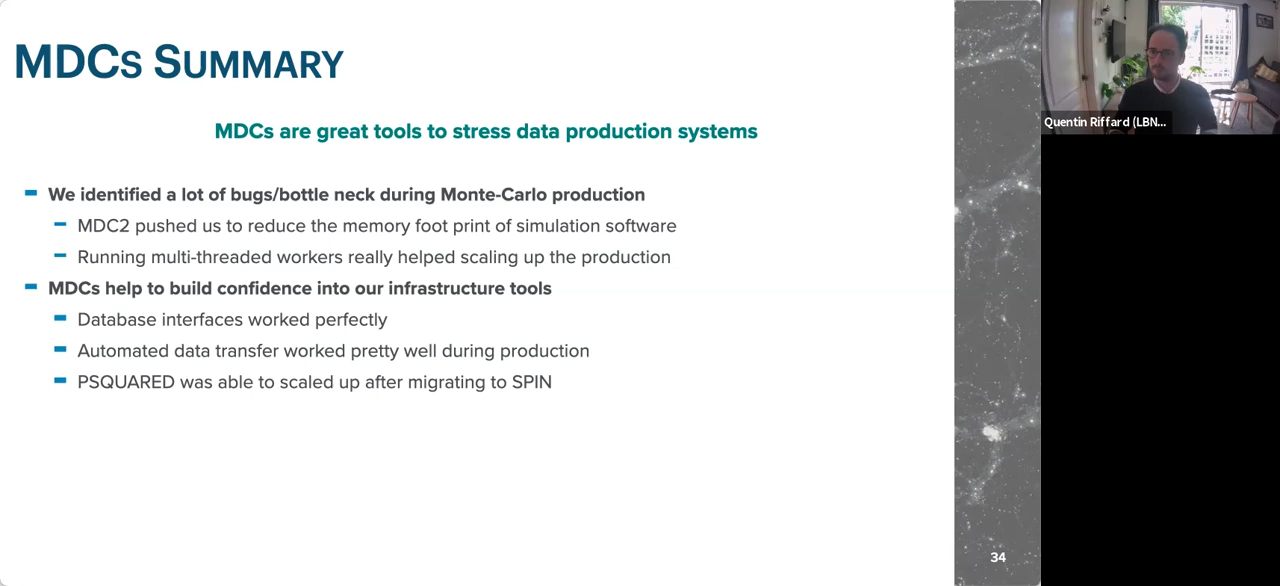 MDCs SUMMARY
MDCs are great tools to stress data production systems
We identified a lot of bugs/bottle neck during Monte-Carlo production
MDC2 pushed us to reduce the memory foot print of simulation software
Running multi-threaded workers really helped scaling up the production
MDCs help to build confidence into our infrastructure tools
Database interfaces worked perfectly
Automated data transfer worked pretty well during production
PSQUARED was able to scaled up after migrating to SPIN
34
Quentin Riffard (LBN...